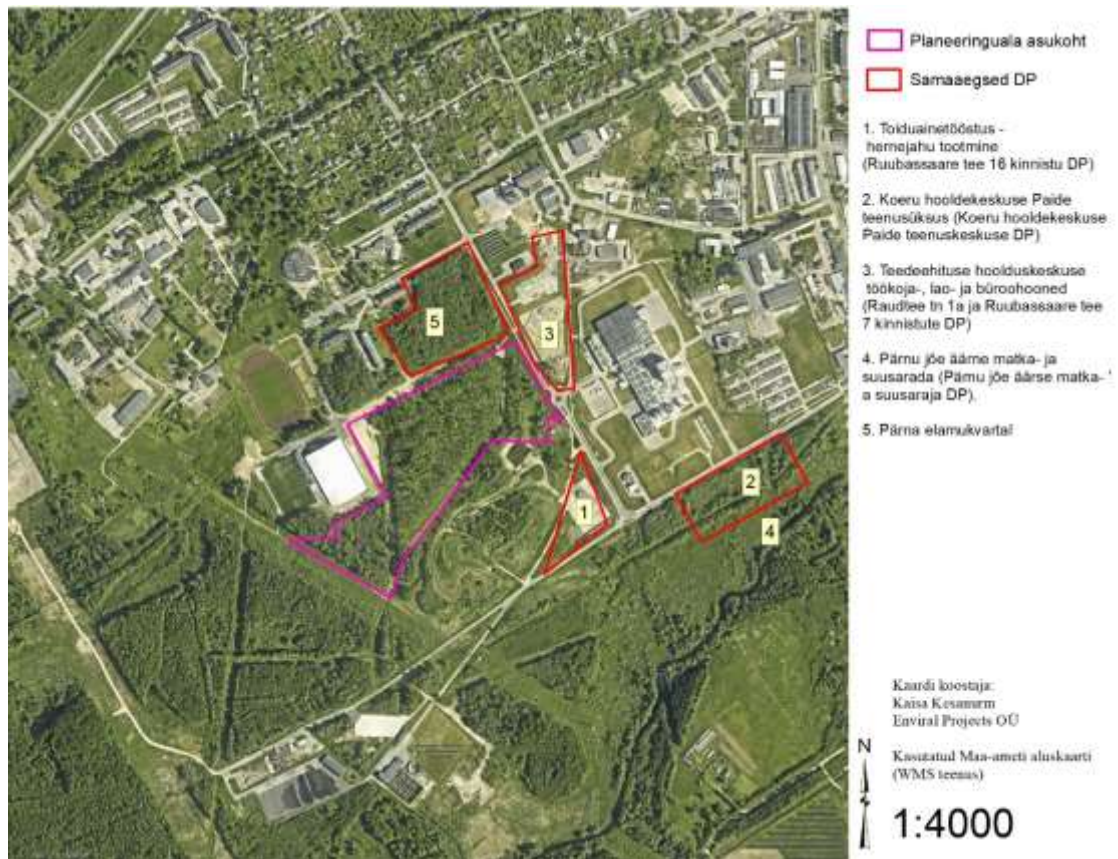 Planeeringuala asukoht
Samaaegsed DP
1. Toiduainetööstus -
hernejahu tootmine
(Ruubassaare tee 16 kinnistu DP)
2. Koeru hooldekeskuse Paide
teenusüksus (Koeru hooldekeskuse
Paide teenuskeskuse DP)
3. Teedeehituse hoolduskeskuse
töökoja-, lao- ja büroohooned
(Raudtee tn 1a ja Ruubassaare tee
7 kinnistute DP)
4. Pärnu jõe äärne matka- ja
suusarada (Pärnu jõe äärse matka- '
a suusaraja DP).
5. Pärna elamukvartal
5
3
1
2
4
Kaardi koostaja:
Kaisa Kesanurm
Enviral Projects OÜ
Kasutatud Maa-ameti aluskaarti
(WMS teenus)
N
1:4000